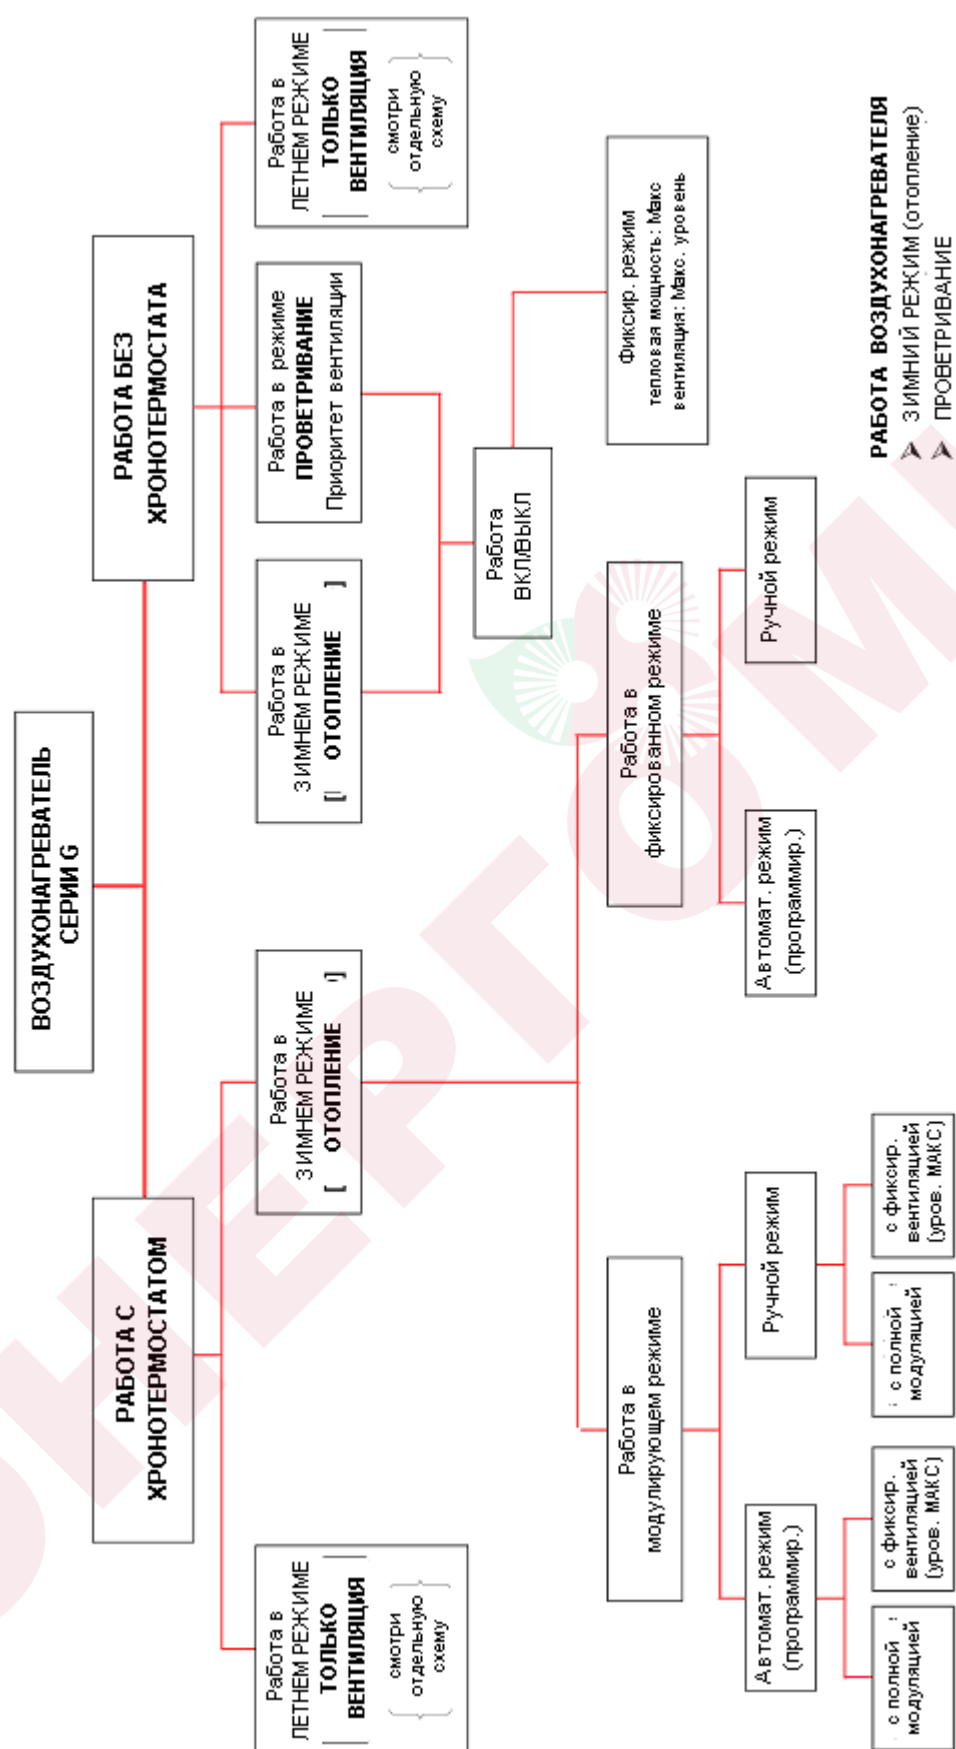 ВОЗДУХОНАГРЕВАТЕЛЬ
СЕРИИ G
РАБОТА С
ХРОНОТЕРМОСТАТОМ
РАБОТА БЕЗ
ХРОНОТЕРМОСТАТА
Работа в
ЛЕТНЕМ РЕЖИМЕ
ТОЛЬКО
ВЕНТИЛЯЦИЯ
смотри
отдельную
схему
Работа в
ЗИМНЕМ РЕЖИМЕ
[ ОТОПЛЕНИЕ ]
Работа в
ЗИМНЕМ РЕЖИМЕ
[ ОТОПЛЕНИЕ ]
Работа в режиме
ПРОВЕТРИВАНИЕ
Приоритет вентиляции
Работа в
ЛЕТНЕМ РЕЖИМЕ
ТОЛЬКО
ВЕНТИЛЯЦИЯ
смотри
отдельную
схему
Работа
ВКЛ/ВЫКЛ
Работа в
модулирующем режиме
Работа в
фиксированном режиме
Фиксир. режим
тепловая мощность: Макс
вентиляция: Макс. уровень
Автомат. режим
(программир.)
Ручной режим
Автомат. режим
(программир.)
Ручной режим
с полной
модуляцией
с фиксир.
вентиляцией
(уров. МАКС)
с полной
модуляцией
с фиксир.
вентиляцией
(уров. МАКС)
РАБОТА ВОЗДУХОНАГРЕВАТЕЛЯ
➤ ЗИМНИЙ РЕЖИМ (отопление)
➤ ПРОВЕТРИВАНИЕ